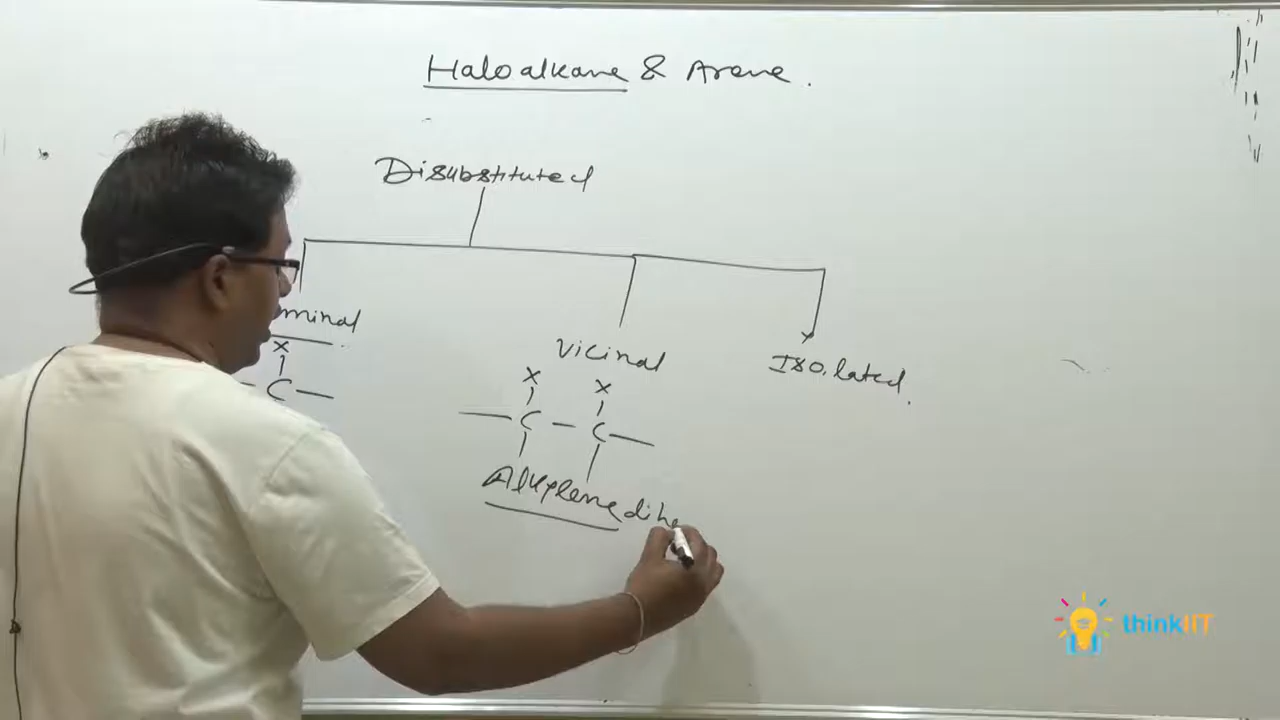 Haloalkane & Arene.
Disubstituted
minal
Vicinal
Isolated.
X
X
X
C
C
C
Alkylene dihe
thinkIIT